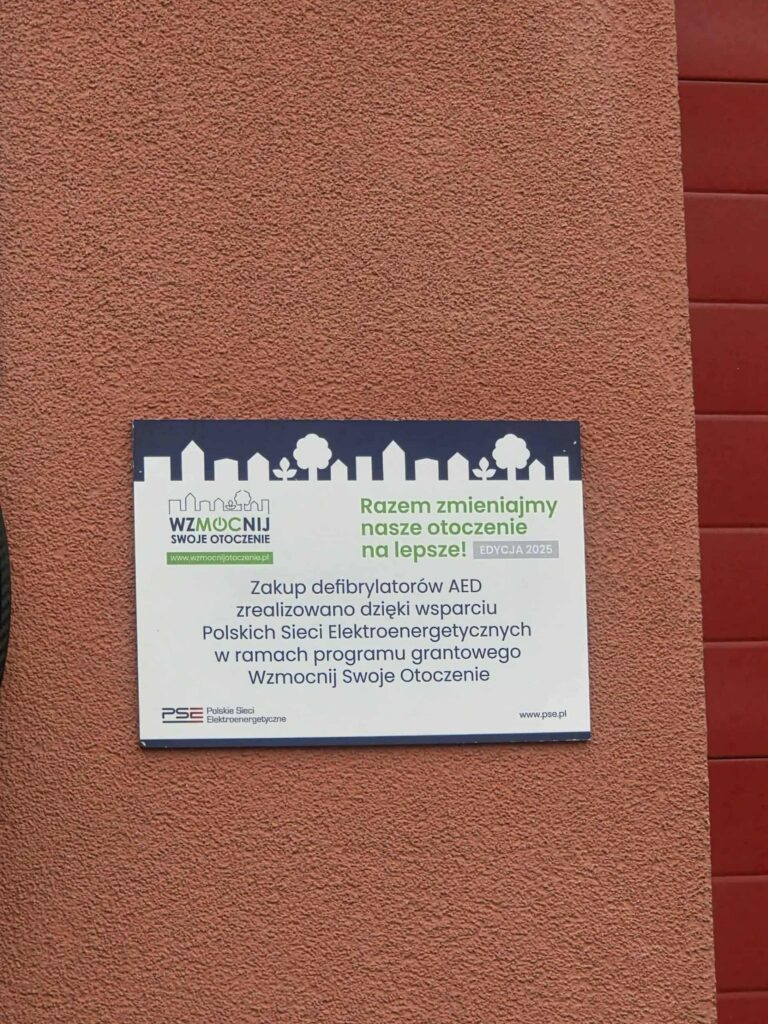 WZMOCNIJ
SWOJE OTOCZENIE
www.wzmocnijotoczenie.pl
Razem zmieniajmy
nasze otoczenie
na lepsze! EDYCJA 2025
Zakup defibrylatorów AED
zrealizowano dzięki wsparciu
Polskich Sieci Elektroenergetycznych
w ramach programu grantowego
Wzmocnij Swoje Otoczenie
PSE Polskie Sieci
Elektroenergetyczne
www.pse.pl